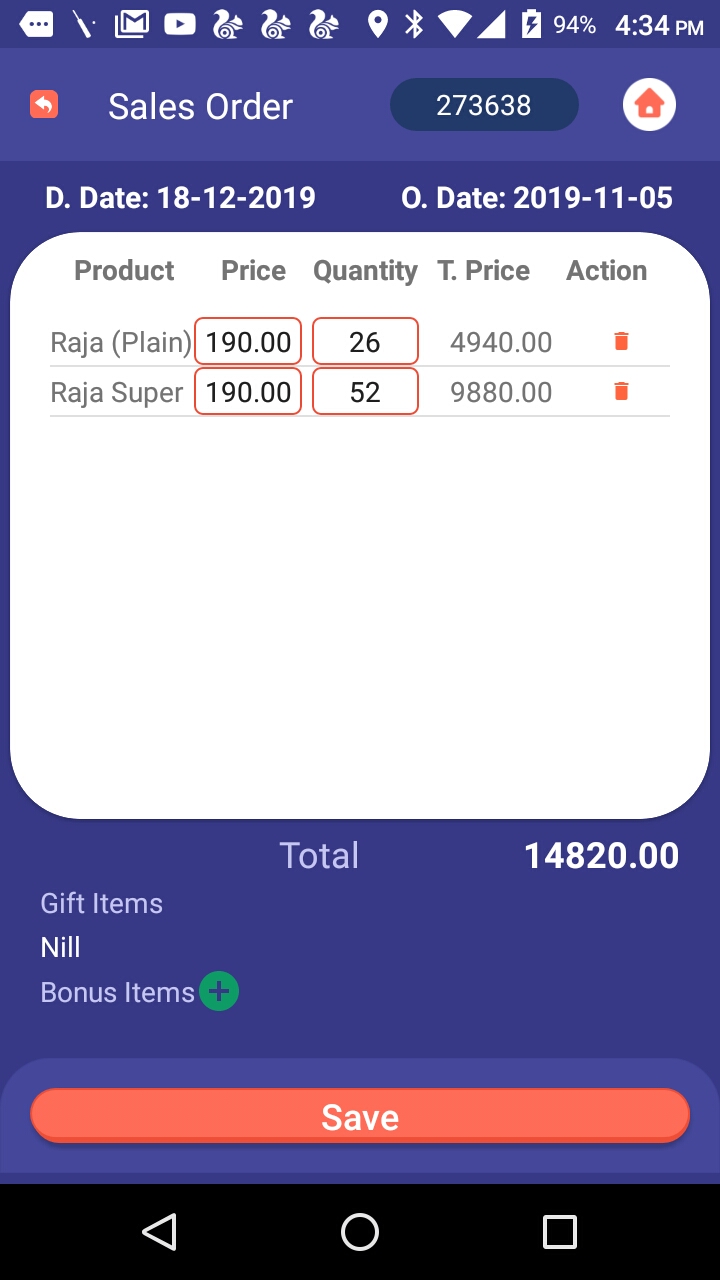 94% 4:34 PM
Sales Order 273638
D. Date: 18-12-2019 O. Date: 2019-11-05
Product Price Quantity T. Price Action
Raja (Plain) 190.00 26 4940.00
Raja Super 190.00 52 9880.00
Total 14820.00
Gift Items
Nill
Bonus Items
Save